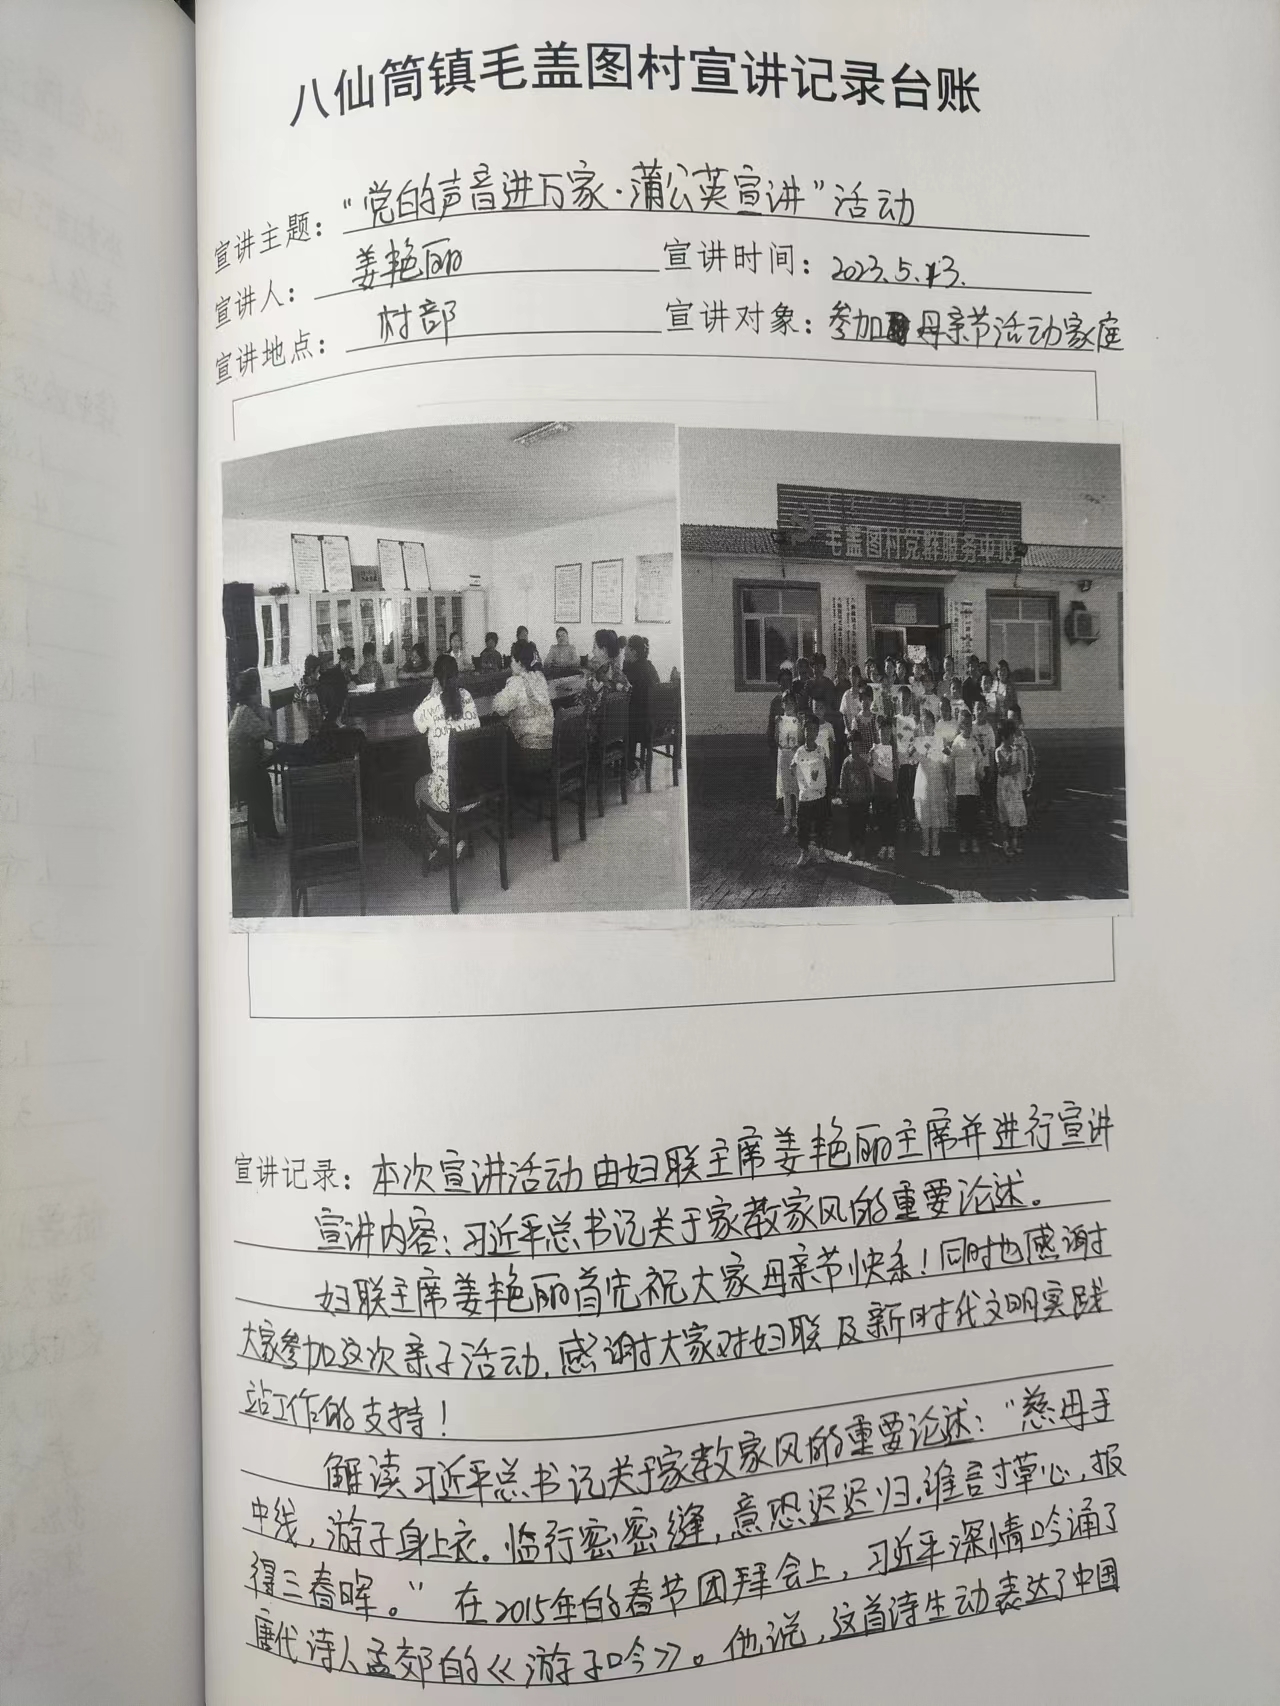 八仙筒镇毛盖图村宣讲记录台账
宣讲主题：“党的声音进万家·蒲公英宣讲”活动
宣讲人：姜艳丽 宣讲时间：2023.5.13.
宣讲地点：村部 宣讲对象：参加母亲节活动家庭
毛盖图村党群服务中心
宣讲记录：本次宣讲活动由妇联主席姜艳丽主席并进行宣讲
宣讲内容：习近平总书记关于家教家风的重要论述。
妇联主席姜艳丽首先祝大家母亲节快乐！同时也感谢
大家参加这次亲子活动，感谢大家对妇联及新时代文明实践
站工作的支持！
解读习近平总书记关于家教家风的重要论述：“慈母手
中线，游子身上衣。临行密密缝，意恐迟迟归，谁言寸草心，报
得三春晖。”在2015年的春节团拜会上，习近平深情吟诵了
唐代诗人孟郊的《游子吟》。他说，这首诗生动表达了中国